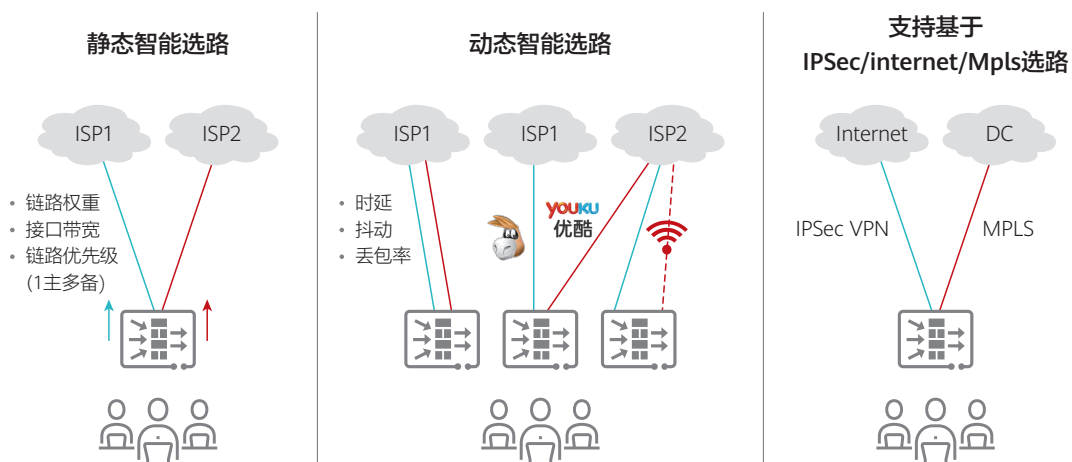 静态智能选路
ISP1
ISP2
• 链路权重
• 接口带宽
• 链路优先级
(1主多备)
动态智能选路
ISP1
ISP1
ISP2
• 时延
• 抖动
• 丢包率
YOUKU
优酷
支持基于
IPSec/internet/Mpls选路
Internet
DC
IPSec VPN
MPLS